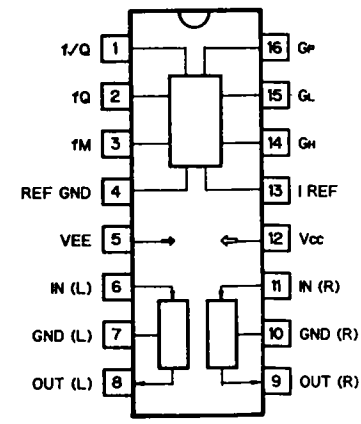 f/Q 1 16 GP
fQ 2 15 GL
fM 3 14 GH
REF GND 4 13 I REF
VEE 5 12 Vcc
IN (L) 6 11 IN (R)
GND (L) 7 10 GND (R)
OUT (L) 8 9 OUT (R)